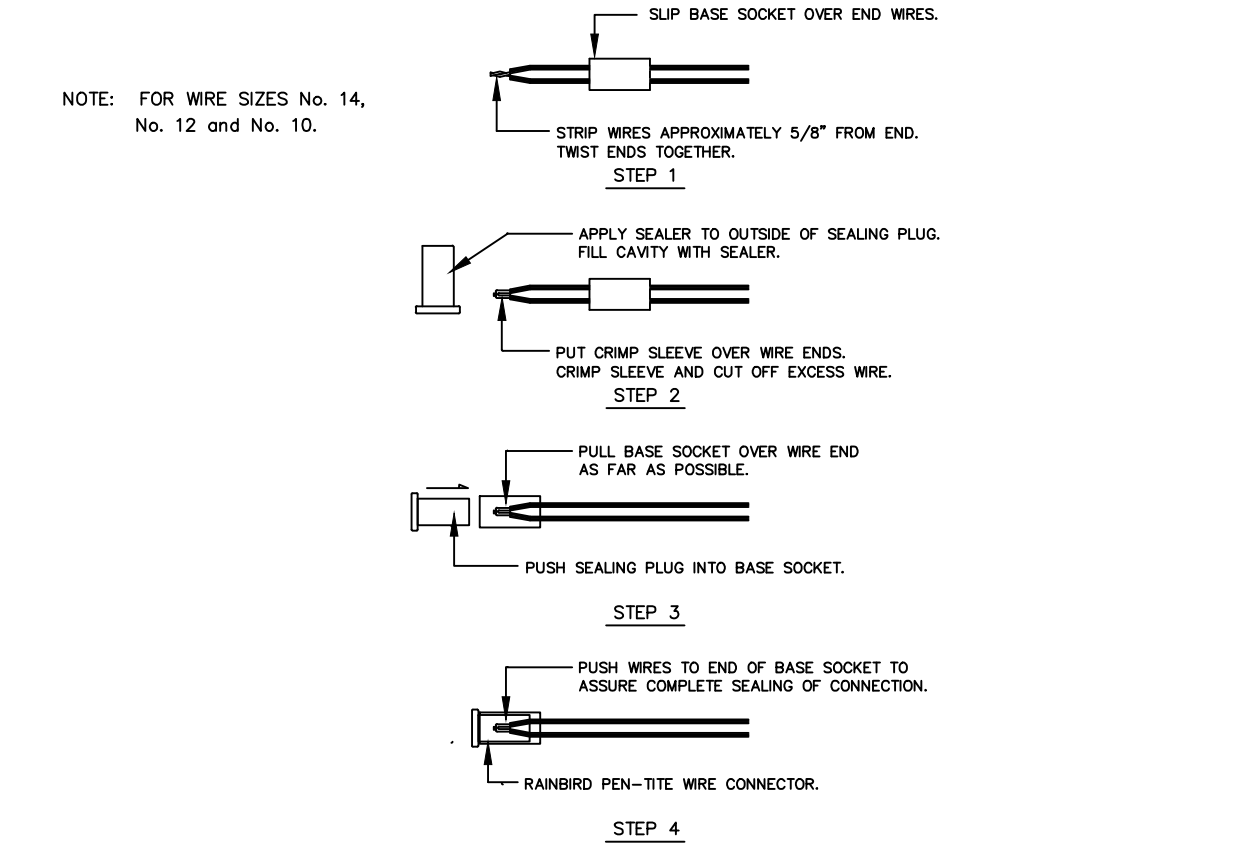 SLIP BASE SOCKET OVER END WIRES.
NOTE: FOR WIRE SIZES No. 14,
No. 12 and No. 10.
STRIP WIRES APPROXIMATELY 5/8" FROM END.
TWIST ENDS TOGETHER.
STEP 1
APPLY SEALER TO OUTSIDE OF SEALING PLUG.
FILL CAVITY WITH SEALER.
PUT CRIMP SLEEVE OVER WIRE ENDS.
CRIMP SLEEVE AND CUT OFF EXCESS WIRE.
STEP 2
PULL BASE SOCKET OVER WIRE END
AS FAR AS POSSIBLE.
PUSH SEALING PLUG INTO BASE SOCKET.
STEP 3
PUSH WIRES TO END OF BASE SOCKET TO
ASSURE COMPLETE SEALING OF CONNECTION.
RAINBIRD PEN-TITE WIRE CONNECTOR.
STEP 4